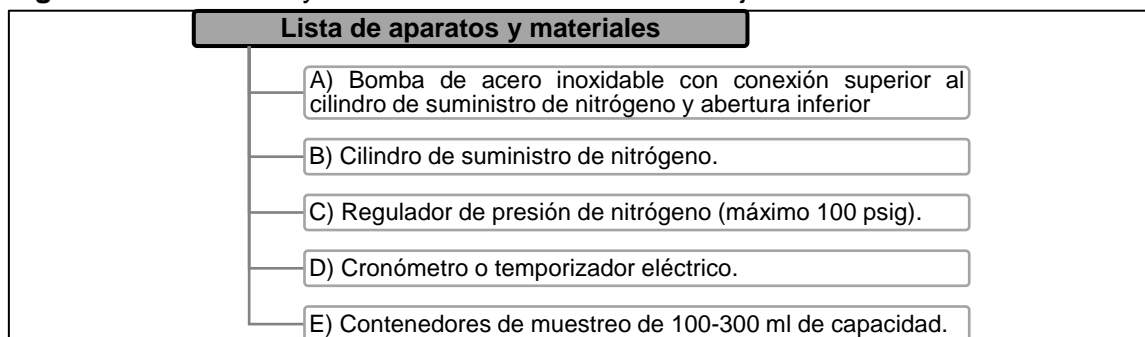 Lista de aparatos y materiales
A) Bomba de acero inoxidable con conexión superior al
cilindro de suministro de nitrógeno y abertura inferior
B) Cilindro de suministro de nitrógeno.
C) Regulador de presión de nitrógeno (máximo 100 psig).
D) Cronómetro o temporizador eléctrico.
E) Contenedores de muestreo de 100-300 ml de capacidad.